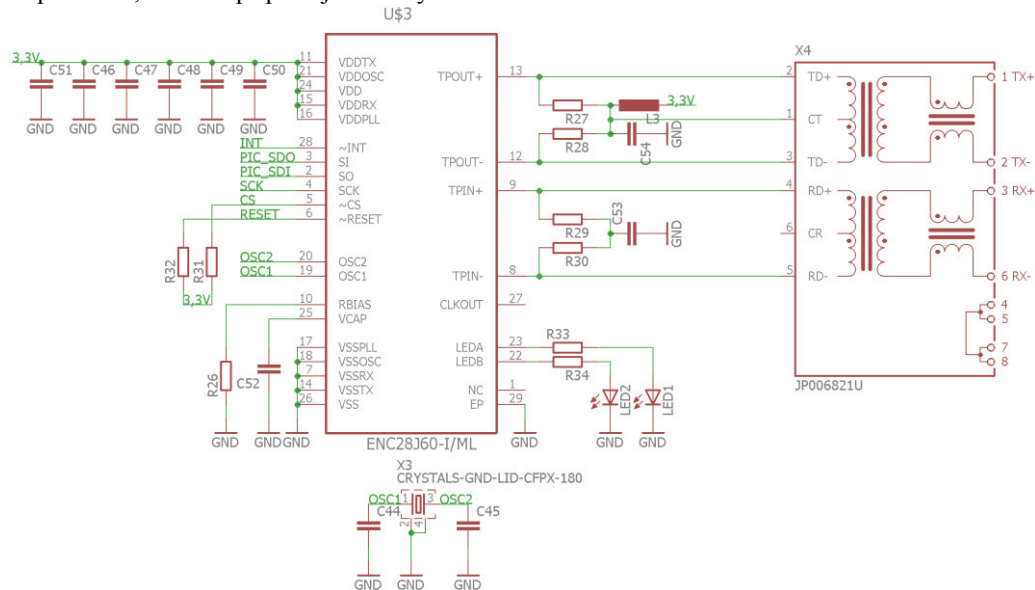 U$3
3,3V
C51
C46
C47
C48
C49
C50
GND
GND
GND
GND
GND
GND
11
21
24
15
16
VDDTX
VDDOSC
VDD
VDDRX
VDDPLL
INT
PIC_SDO
PIC_SDI
SCK
CS
RESET
28
3
2
4
5
6
~INT
SI
SO
SCK
~CS
~RESET
R32
R31
3,3V
OSC2
OSC1
20
19
OSC2
OSC1
10
25
RBIAS
VCAP
R26
C52
GND
GND
GND
17
18
7
14
26
VSSPLL
VSSOSC
VSSRX
VSSTX
VSS
TPOUT+
13
TPOUT-
12
TPIN+
9
TPIN-
8
CLKOUT
27
LEDA
23
LEDB
22
NC
1
EP
29
GND
ENC28J60-I/ML
R27
R28
L3
3,3V
C54
GND
R29
R30
C53
GND
R33
R34
LED2
LED1
GND
GND
X4
2
TD+
1
CT
3
TD-
4
RD+
6
CR
5
RD-
1 TX+
2 TX-
3 RX+
6 RX-
4
5
7
8
JP006821U
X3
CRYSTALS-GND-LID-CFPX-180
OSC1
1
3
OSC2
C44
2
4
C45
GND
GND
GND